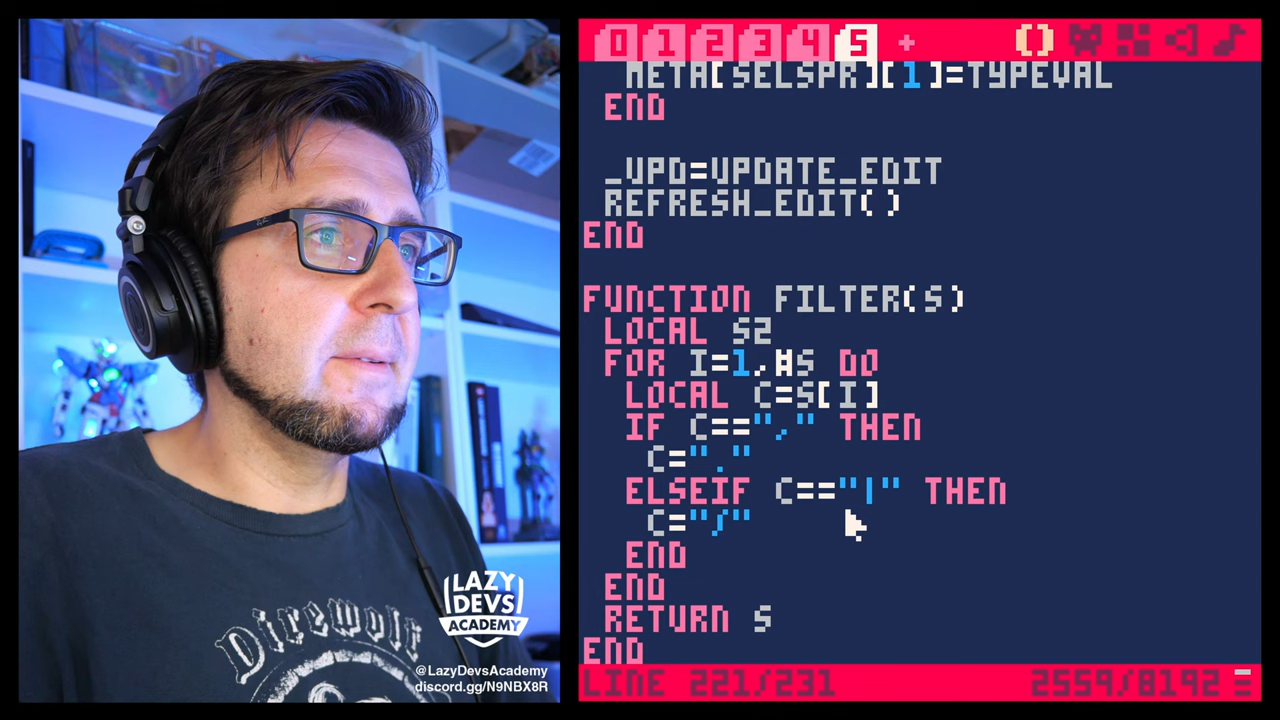 0 1 2 3 4 5 + ()
META[SELSPR][1]=TYPEVAL
END
_UPD=UPDATE_EDIT
REFRESH_EDIT()
END
FUNCTION FILTER(S)
LOCAL S2
FOR I=1,#S DO
LOCAL C=S[I]
IF C=="," THEN
C="."
ELSEIF C=="|" THEN
C="/"
END
END
RETURN S
END
LINE 221/231 2559/8192
Direwolf
LAZY
DEVS
ACADEMY
@LazyDevsAcademy
discord.gg/N9NBX8R